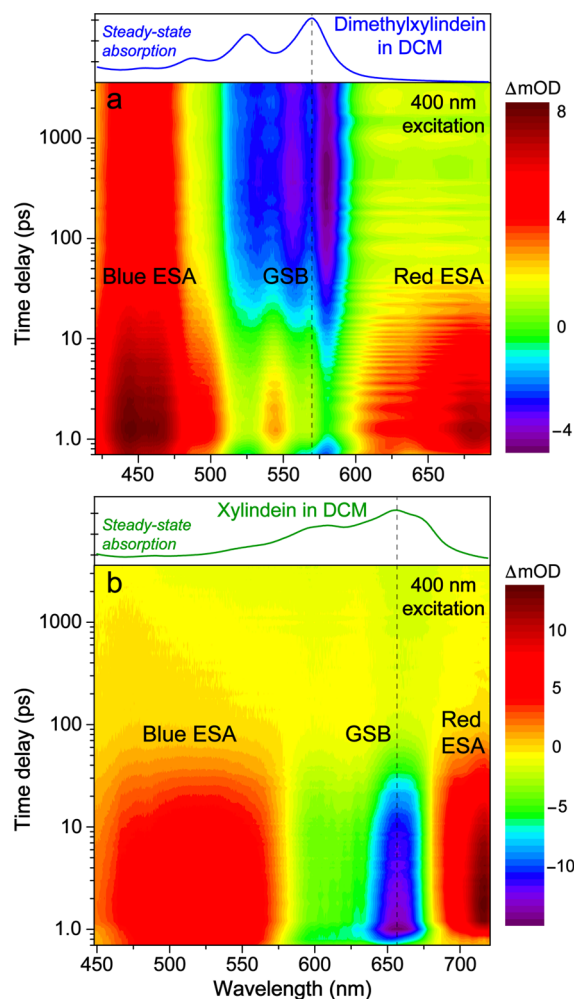 Steady-state
absorption
Dimethylxylindein
in DCM
a
400 nm
excitation
ΔmOD
8
4
0
−4
1000
100
10
1.0
Time delay (ps)
Blue ESA
GSB
Red ESA
450
500
550
600
650
Xylindein in DCM
Steady-state
absorption
b
400 nm
excitation
ΔmOD
10
5
0
−5
−10
1000
100
10
1.0
Time delay (ps)
Blue ESA
GSB
Red
ESA
450
500
550
600
650
700
Wavelength (nm)